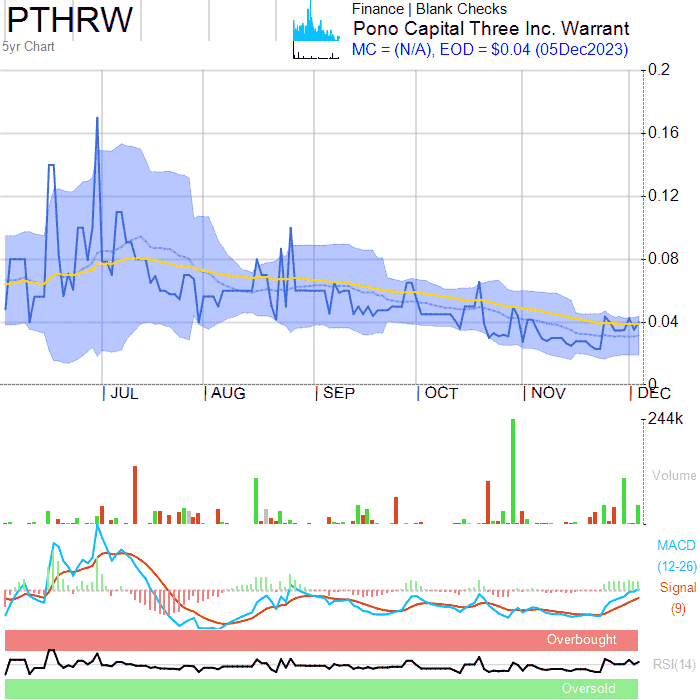 PTHRW
5yr Chart
Finance | Blank Checks
Pono Capital Three Inc. Warrant
MC = (N/A), EOD = $0.04 (05Dec2023)
0.2
0.16
0.12
0.08
0.04
0
JUL AUG SEP OCT NOV DEC
244k
Volume
MACD
(12-26)
Signal
(9)
Overbought
RSI(14)
Oversold